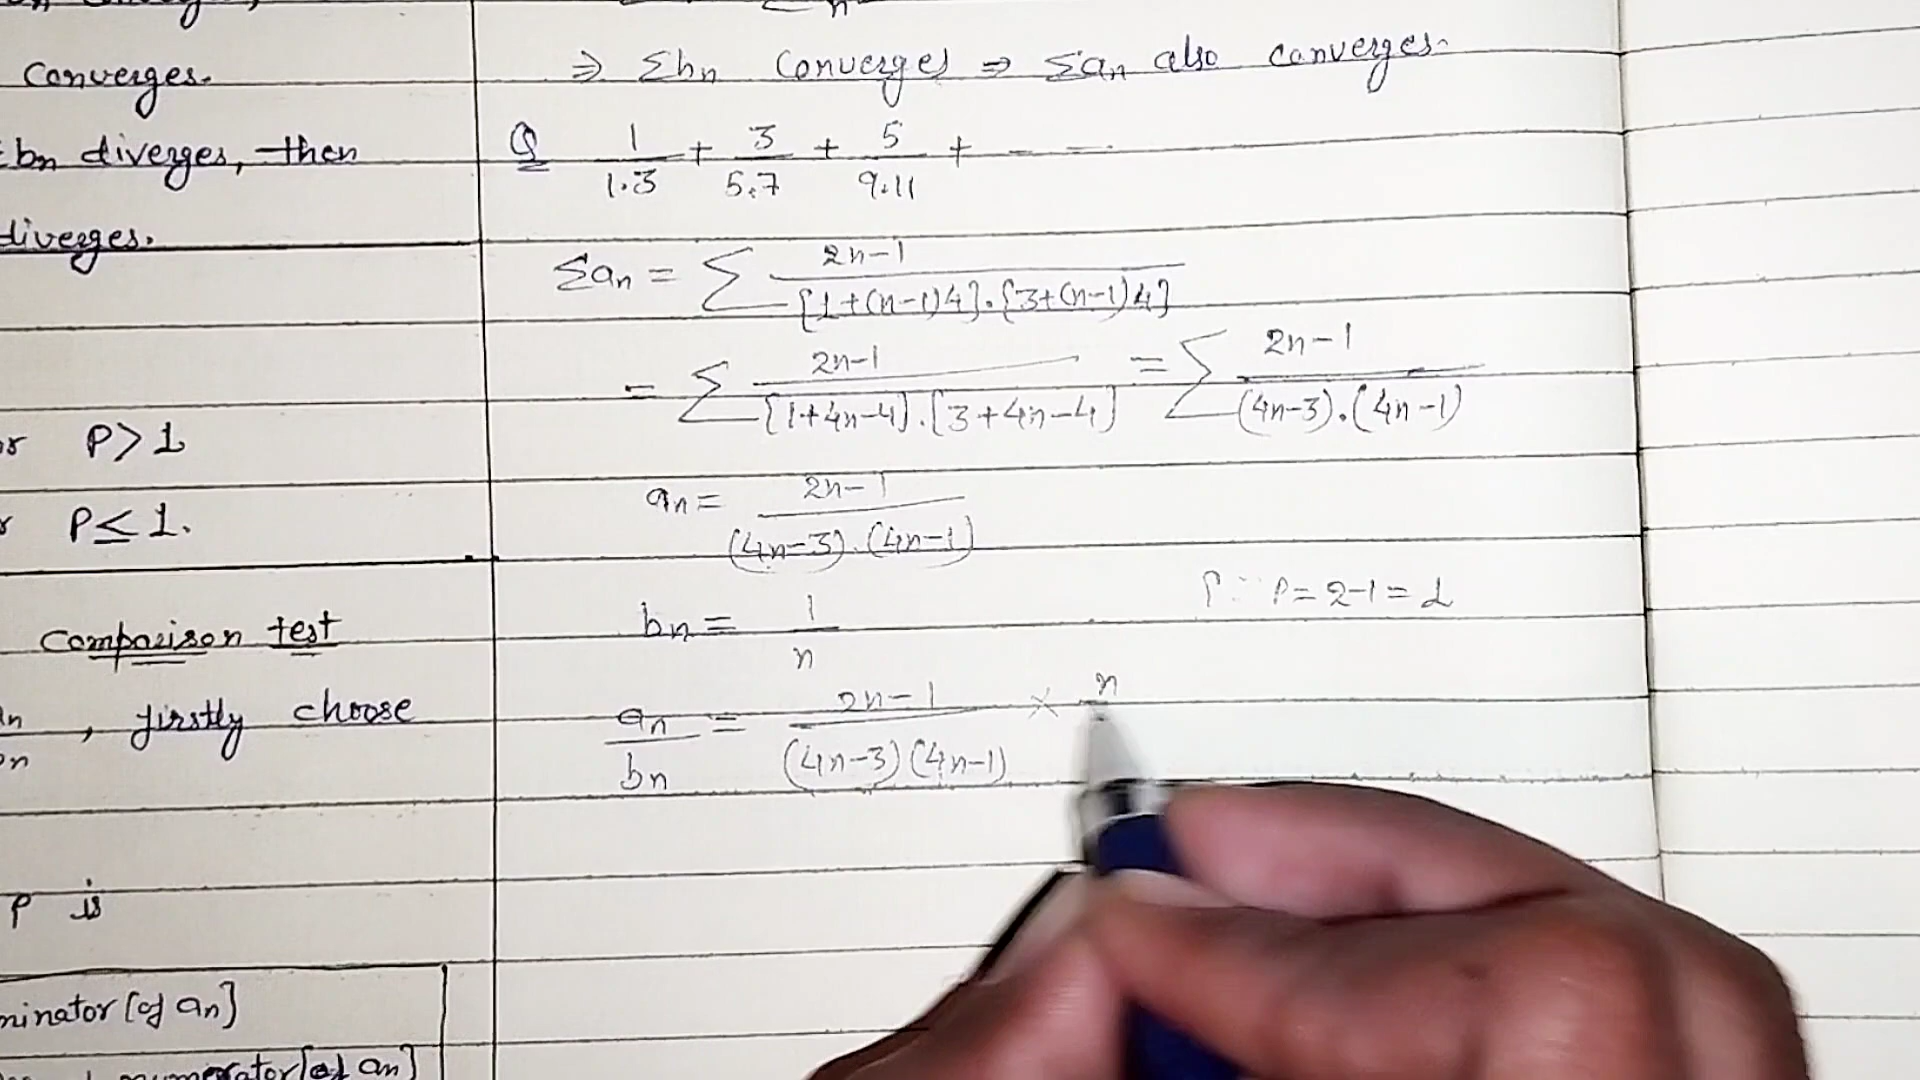 Converges.
bn diverges, then
diverges.
P > 1
P ≤ 1.
Comparison test
, firstly choose
P is
minator [of an]
numerator [of an]
⇒ Σbn Converges ⇒ Σan also converges.
Q 1/1.3 + 3/5.7 + 5/9.11 + - - -
Σan = Σ 2n-1/[1+(n-1)4].[3+(n-1)4]
= Σ 2n-1/[1+4n-4].[3+4n-4] = Σ 2n-1/(4n-3).(4n-1)
an = 2n-1/(4n-3).(4n-1)
P = 2-1 = 1
bn = 1/n
an/bn = 2n-1/(4n-3)(4n-1) × n